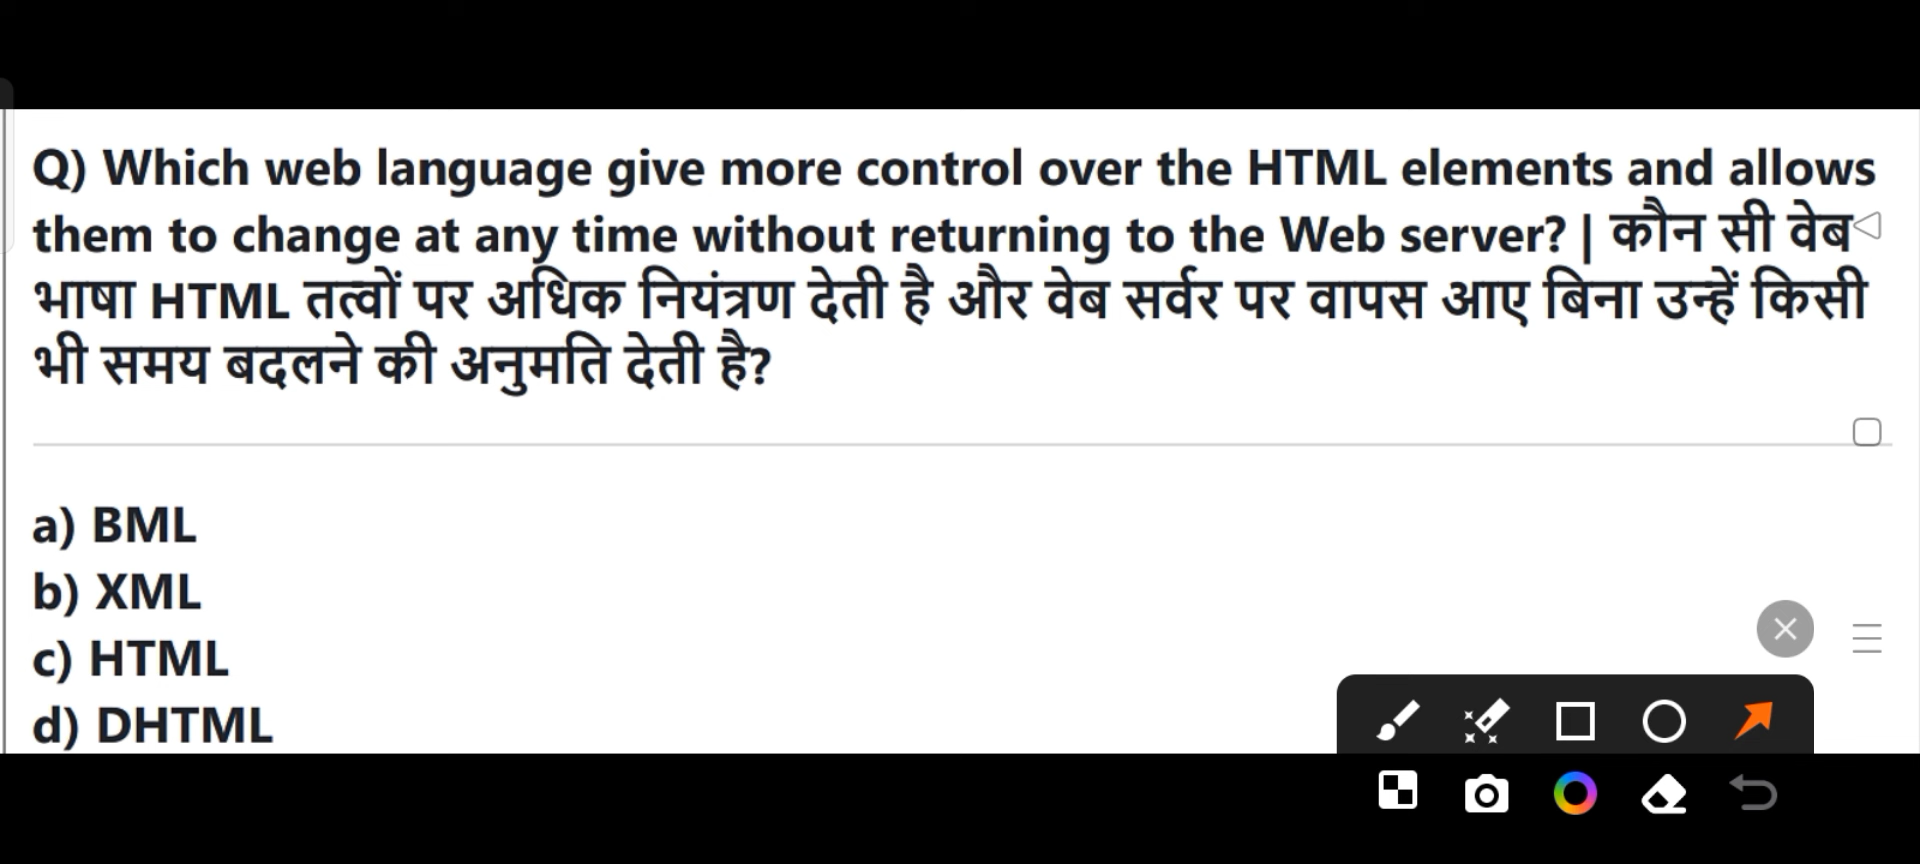 Q) Which web language give more control over the HTML elements and allows
them to change at any time without returning to the Web server? | कौन सी वेब
भाषा HTML तत्वों पर अधिक नियंत्रण देती है और वेब सर्वर पर वापस आए बिना उन्हें किसी
भी समय बदलने की अनुमति देती है?
a) BML
b) XML
c) HTML
d) DHTML